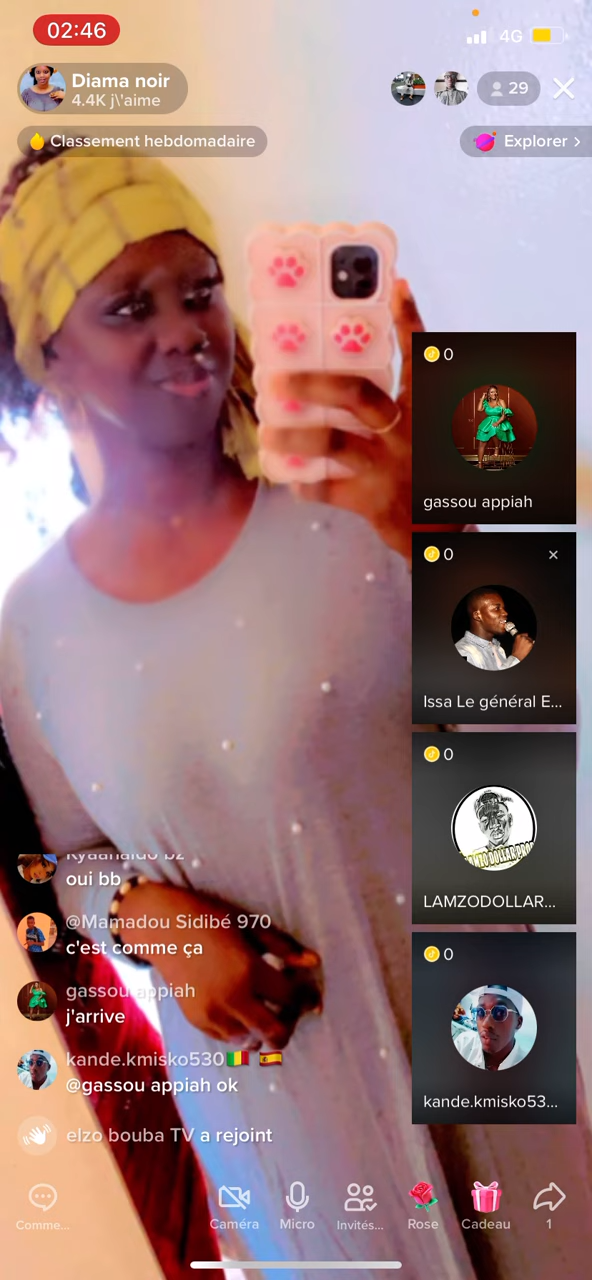 02:46
4G
Diama noir
4.4K j\'aime
29
Classement hebdomadaire
Explorer >
0
gassou appiah
0
Issa Le général E...
0
LAMZODOLLAR...
0
kande.kmisko53...
Kyaanaldo bz
oui bb
@Mamadou Sidibé 970
c'est comme ça
gassou appiah
j'arrive
kande.kmisko530
@gassou appiah ok
elzo bouba TV a rejoint
Comme...
Caméra
Micro
Invités...
Rose
Cadeau
1